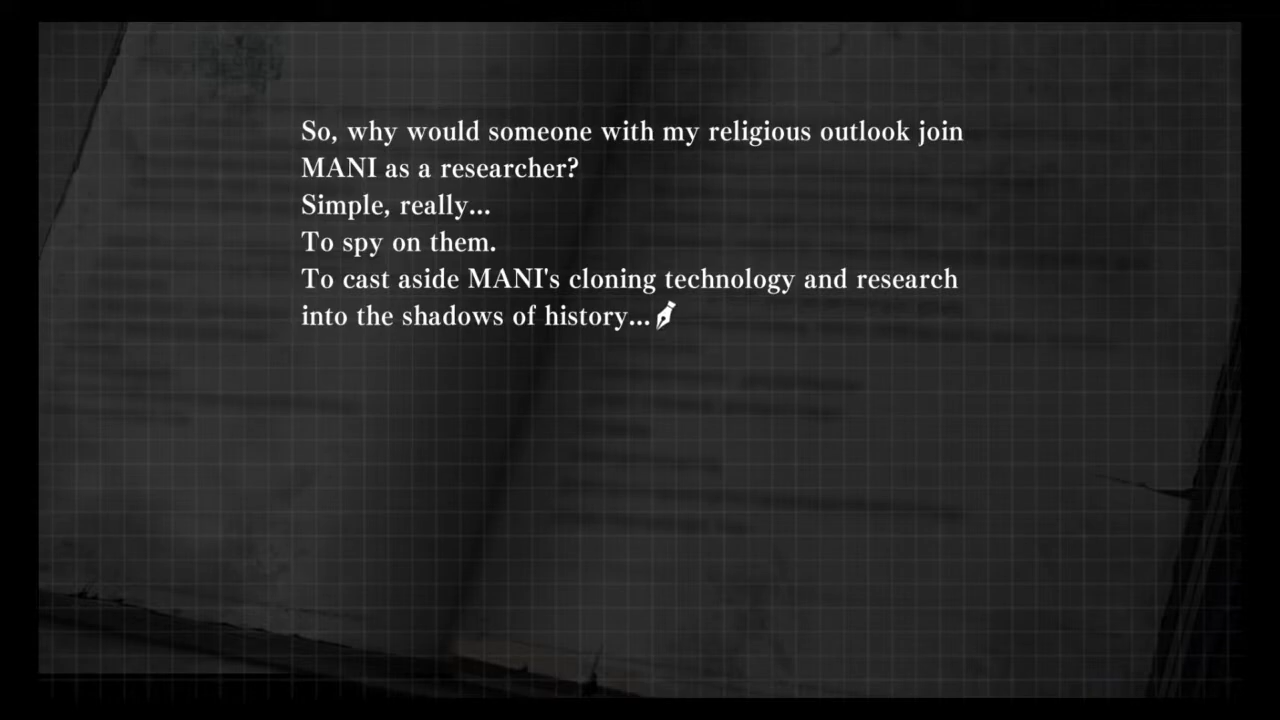 So, why would someone with my religious outlook join
MANI as a researcher?
Simple, really...
To spy on them.
To cast aside MANI's cloning technology and research
into the shadows of history...